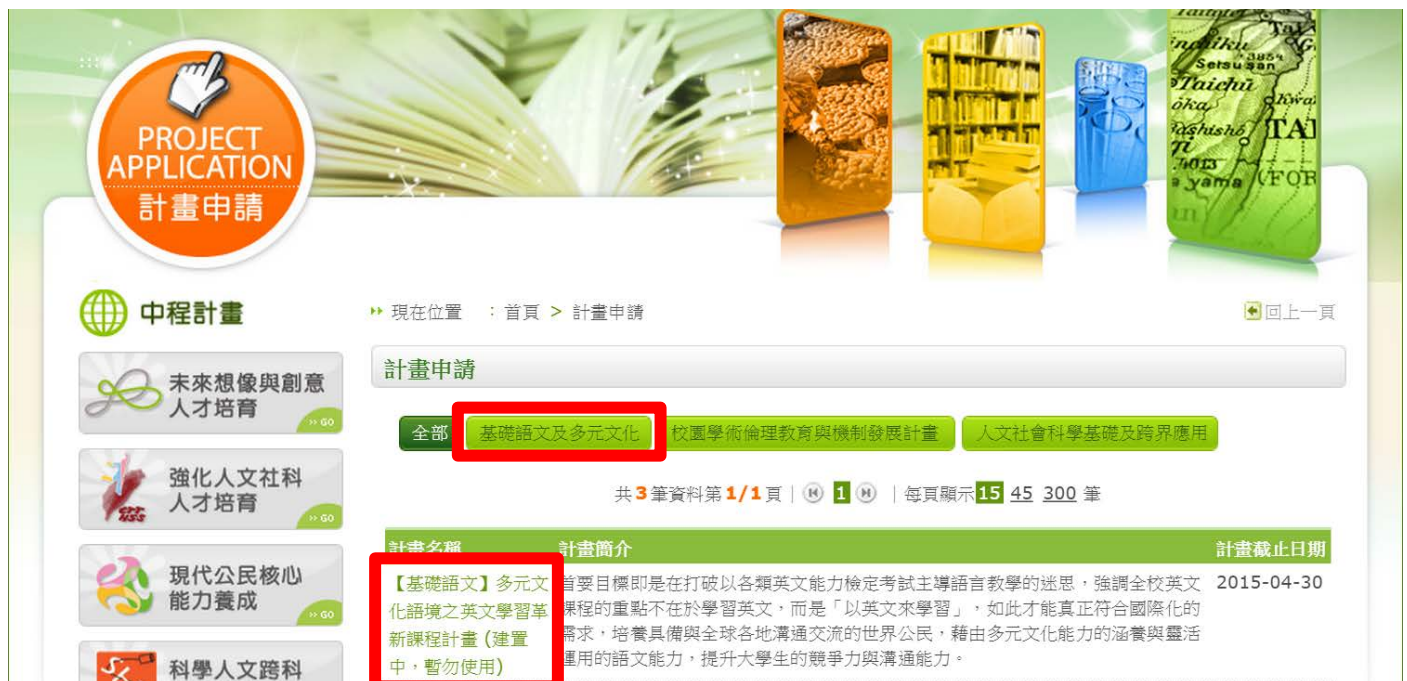 PROJECT
APPLICATION
計畫申請
Setsu san
Taichū
TAI
(FOR
yama
中程計畫
現在位置 : 首頁 > 計畫申請
回上一頁
未來想像與創意
人才培育
>> GO
強化人文社科
人才培育
>> GO
現代公民核心
能力養成
>> GO
科學人文跨科
計畫申請
全部 基礎語文及多元文化 校園學術倫理教育與機制發展計畫 人文社會科學基礎及跨界應用
共3筆資料第1/1頁 | 1 | 每頁顯示15 45 300 筆
計畫名稱 計畫簡介 計畫截止日期
【基礎語文】多元文 首要目標即是在打破以各類英文能力檢定考試主導語言教學的迷思,強調全校英文 2015-04-30
化語境之英文學習革 課程的重點不在於學習英文,而是「以英文來學習」,如此才能真正符合國際化的
新課程計畫 (建置 需求,培養具備與全球各地溝通交流的世界公民,藉由多元文化能力的涵養與靈活
中,暫勿使用) 運用的語文能力,提升大學生的競爭力與溝通能力。